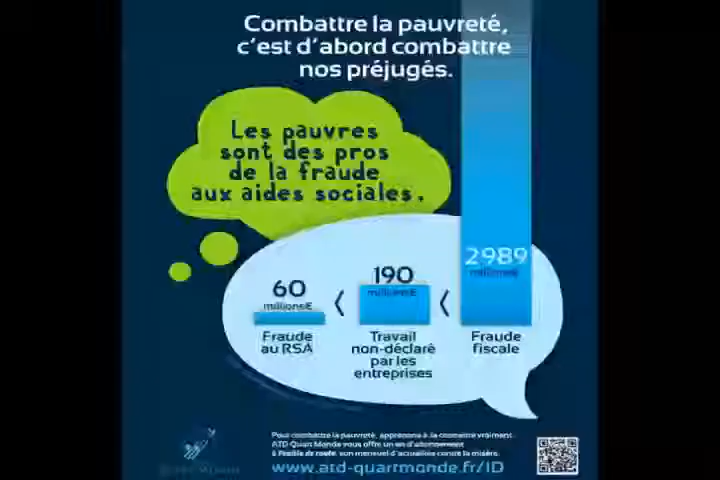 Combattre la pauvreté,
c'est d'abord combattre
nos préjugés.
Les pauvres
sont des pros
de la fraude
aux aides sociales.
60
millions€
<
190
millions€
<
2989
millions€
Fraude
au RSA
Travail
non-déclaré
par les
entreprises
Fraude
fiscale
Pour combattre la pauvreté, apprenons à la connaître vraiment.
ATD Quart Monde vous offre un an d'abonnement
à Feuille de route, son mensuel d'actualités contre la misère.
www.atd-quartmonde.fr/ID